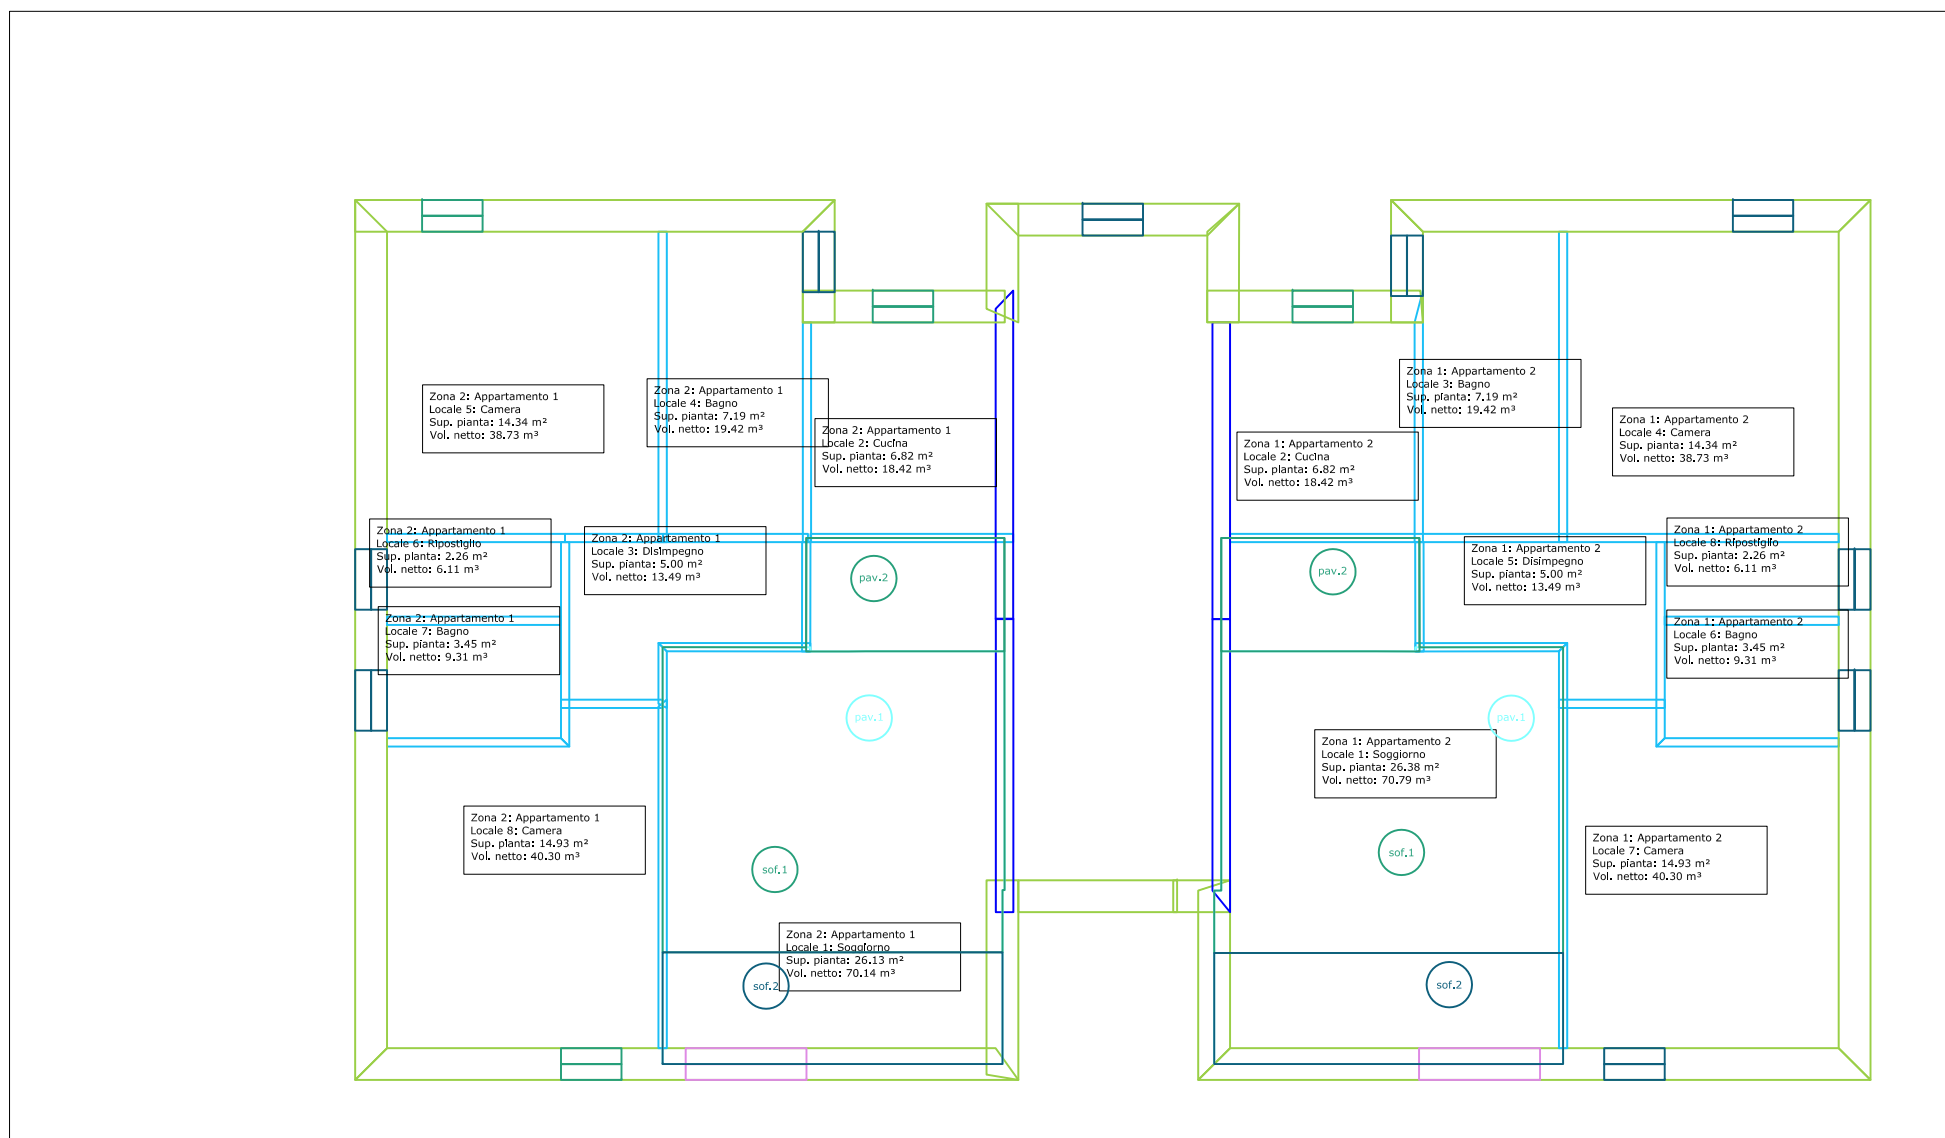 Zona 2: Appartamento 1
Locale 5: Camera
Sup. pianta: 14.34 m²
Vol. netto: 38.73 m³
Zona 2: Appartamento 1
Locale 4: Bagno
Sup. pianta: 7.19 m²
Vol. netto: 19.42 m³
Zona 2: Appartamento 1
Locale 2: Cucina
Sup. pianta: 6.82 m²
Vol. netto: 18.42 m³
Zona 1: Appartamento 2
Locale 2: Cucina
Sup. pianta: 6.82 m²
Vol. netto: 18.42 m³
Zona 1: Appartamento 2
Locale 3: Bagno
Sup. pianta: 7.19 m²
Vol. netto: 19.42 m³
Zona 1: Appartamento 2
Locale 4: Camera
Sup. pianta: 14.34 m²
Vol. netto: 38.73 m³
Zona 2: Appartamento 1
Locale 6: Ripostiglio
Sup. pianta: 2.26 m²
Vol. netto: 6.11 m³
Zona 2: Appartamento 1
Locale 3: Disimpegno
Sup. pianta: 5.00 m²
Vol. netto: 13.49 m³
pav.2
pav.2
Zona 1: Appartamento 2
Locale 5: Disimpegno
Sup. pianta: 5.00 m²
Vol. netto: 13.49 m³
Zona 1: Appartamento 2
Locale 8: Ripostiglio
Sup. pianta: 2.26 m²
Vol. netto: 6.11 m³
Zona 2: Appartamento 1
Locale 7: Bagno
Sup. pianta: 3.45 m²
Vol. netto: 9.31 m³
Zona 1: Appartamento 2
Locale 6: Bagno
Sup. pianta: 3.45 m²
Vol. netto: 9.31 m³
pav.1
pav.1
Zona 1: Appartamento 2
Locale 1: Soggiorno
Sup. pianta: 26.38 m²
Vol. netto: 70.79 m³
Zona 2: Appartamento 1
Locale 8: Camera
Sup. pianta: 14.93 m²
Vol. netto: 40.30 m³
sof.1
sof.1
Zona 1: Appartamento 2
Locale 7: Camera
Sup. pianta: 14.93 m²
Vol. netto: 40.30 m³
Zona 2: Appartamento 1
Locale 1: Soggiorno
Sup. pianta: 26.13 m²
Vol. netto: 70.14 m³
sof.2
sof.2